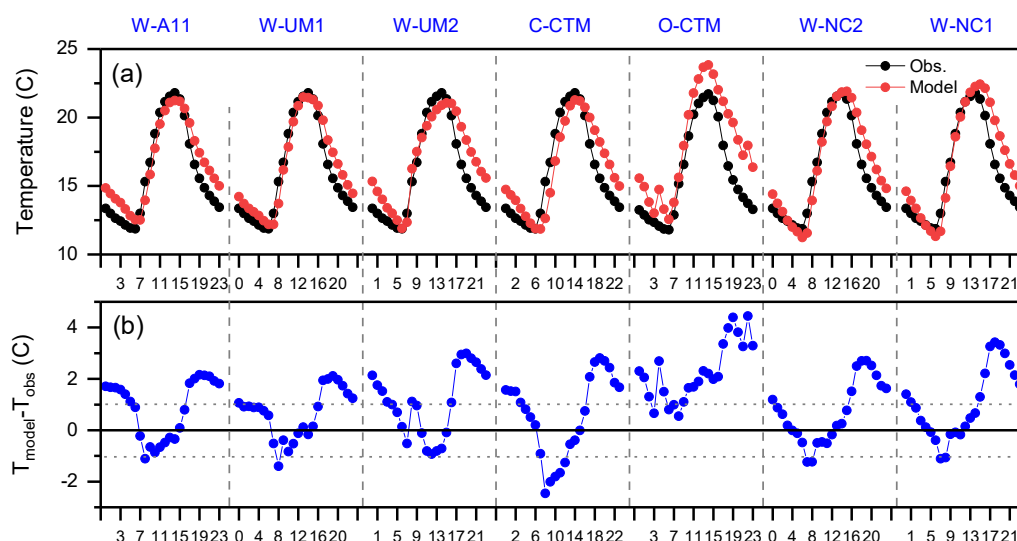 W-A11 W-UM1 W-UM2 C-CTM O-CTM W-NC2 W-NC1
25
(a)
Obs.
Model
20
15
10
Temperature (C)
3 7 11 15 19 23 0 4 8 12 16 20 1 5 9 13 17 21 2 6 10 14 18 22 3 7 11 15 19 23 0 4 8 12 16 20 1 5 9 13 17 21
(b)
4
2
0
-2
Tmodel-Tobs (C)
3 7 11 15 19 23 0 4 8 12 16 20 1 5 9 13 17 21 2 6 10 14 18 22 3 7 11 15 19 23 0 4 8 12 16 20 1 5 9 13 17 21